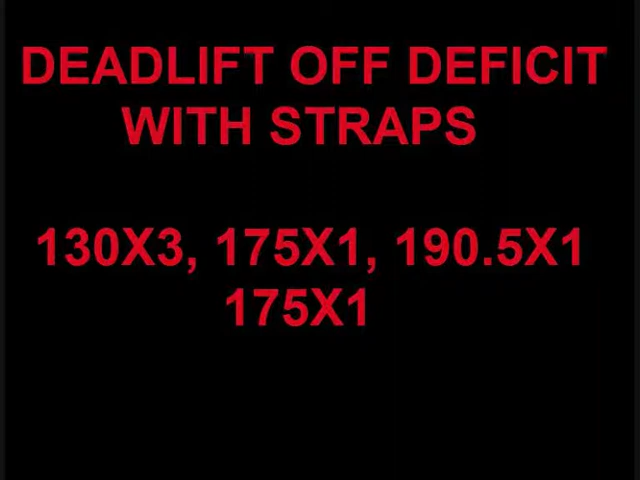 DEADLIFT OFF DEFICIT
WITH STRAPS
130X3, 175X1, 190.5X1
175X1